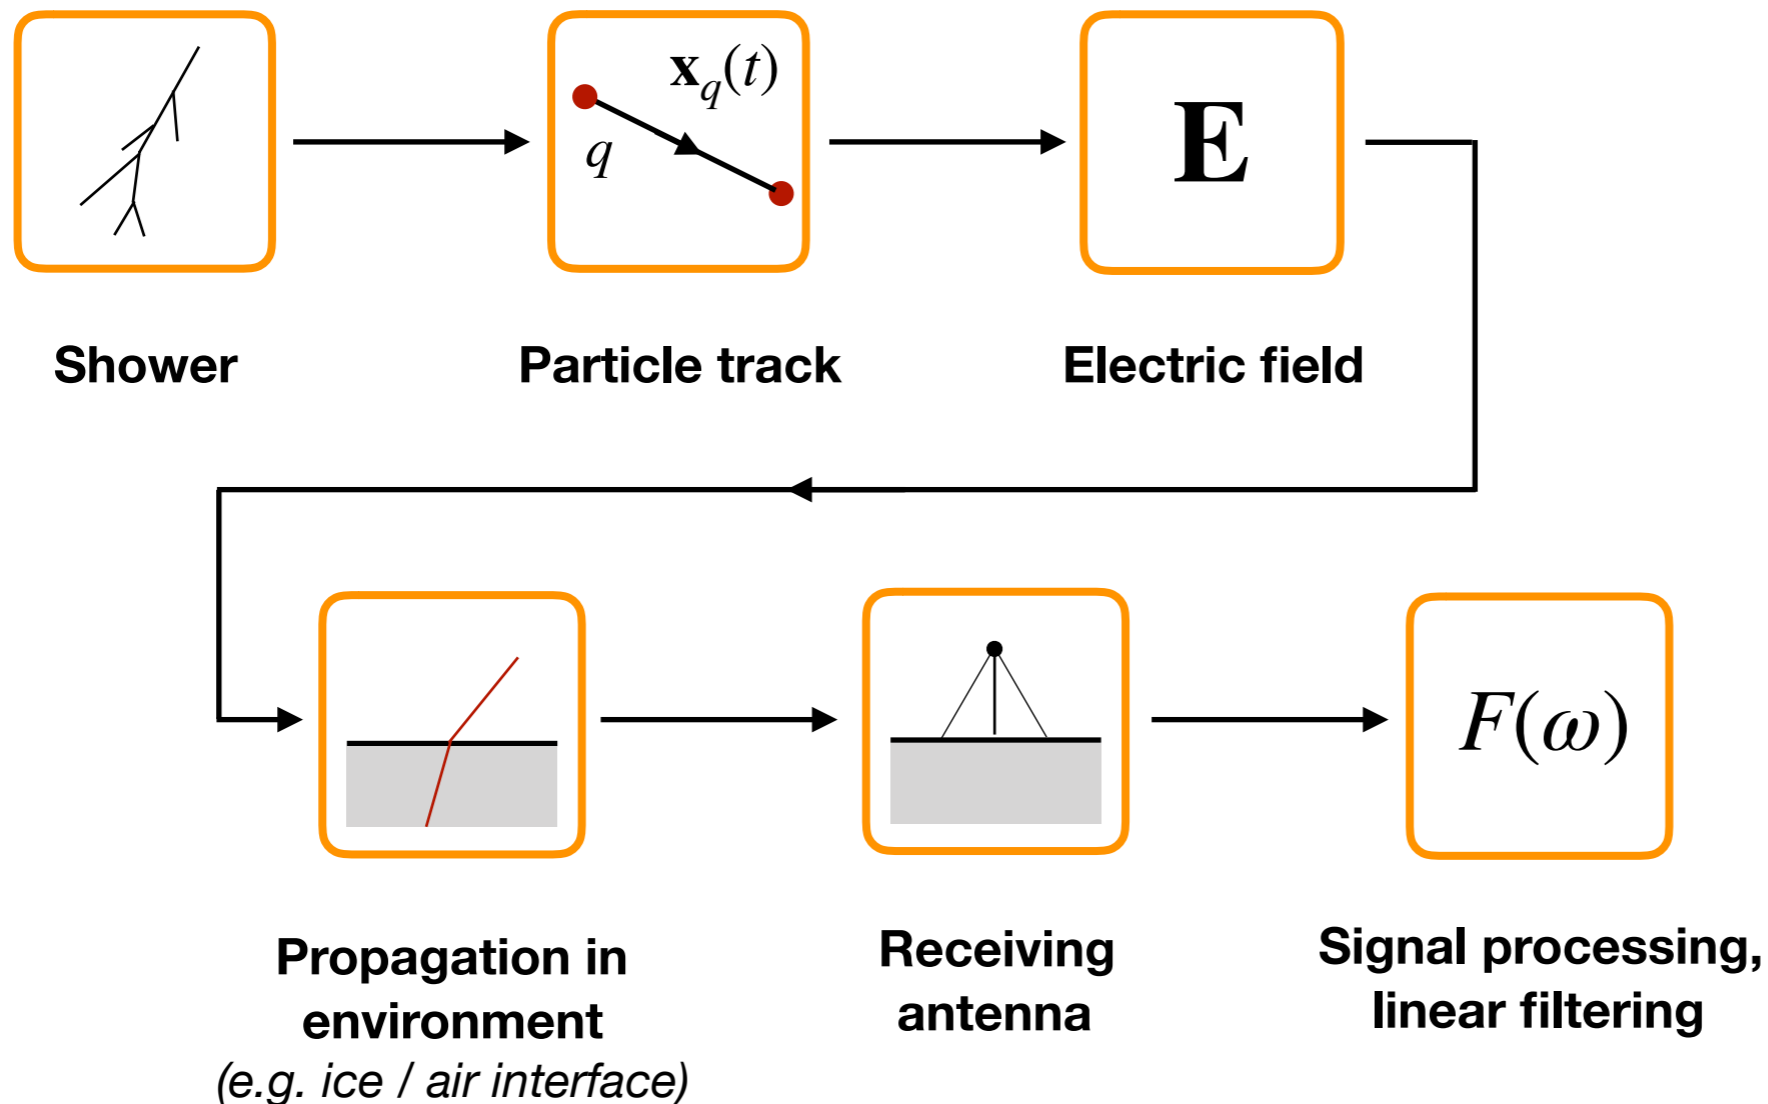 𝐱_q(t)
q
𝐄
Shower
Particle track
Electric field
F(ω)
Propagation in
environment
(e.g. ice / air interface)
Receiving
antenna
Signal processing,
linear filtering